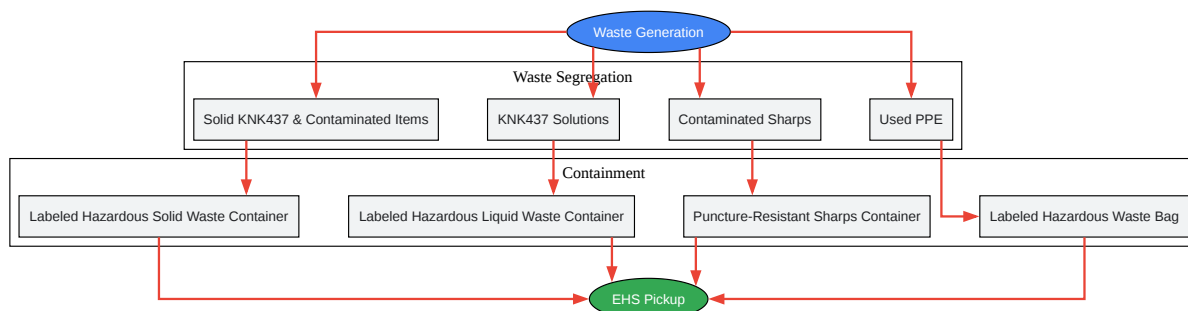 Waste Generation
Waste Segregation
Solid KNK437 & Contaminated Items
KNK437 Solutions
Contaminated Sharps
Used PPE
Containment
Labeled Hazardous Solid Waste Container
Labeled Hazardous Liquid Waste Container
Puncture-Resistant Sharps Container
Labeled Hazardous Waste Bag
EHS Pickup